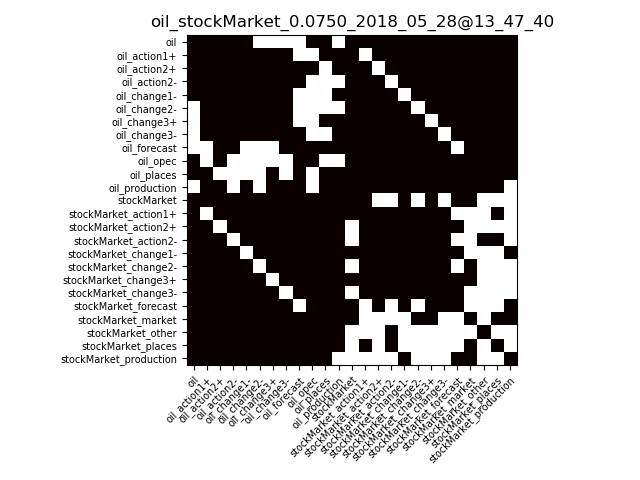 oil_stockMarket_0.0750_2018_05_28@13_47_40
oil
oil_action1+
oil_action2+
oil_action2-
oil_change1-
oil_change2-
oil_change3+
oil_change3-
oil_forecast
oil_opec
oil_places
oil_production
stockMarket
stockMarket_action1+
stockMarket_action2+
stockMarket_action2-
stockMarket_change1-
stockMarket_change2-
stockMarket_change3+
stockMarket_change3-
stockMarket_forecast
stockMarket_market
stockMarket_other
stockMarket_places
stockMarket_production
oil
oil_action1+
oil_action2+
oil_action2-
oil_change1-
oil_change2-
oil_change3+
oil_change3-
oil_forecast
oil_opec
oil_places
oil_production
stockMarket
stockMarket_action1+
stockMarket_action2+
stockMarket_action2-
stockMarket_change1-
stockMarket_change2-
stockMarket_change3+
stockMarket_change3-
stockMarket_forecast
stockMarket_market
stockMarket_other
stockMarket_places
stockMarket_production